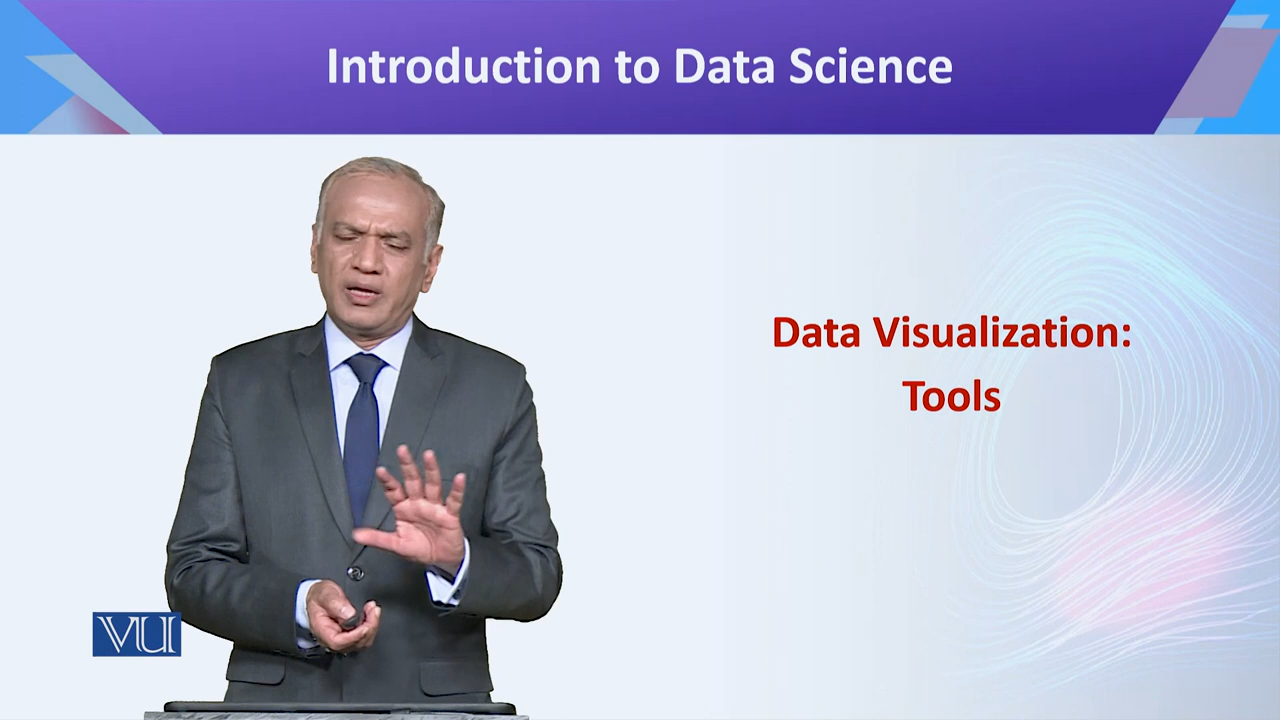 Introduction to Data Science
Data Visualization:
Tools
VU